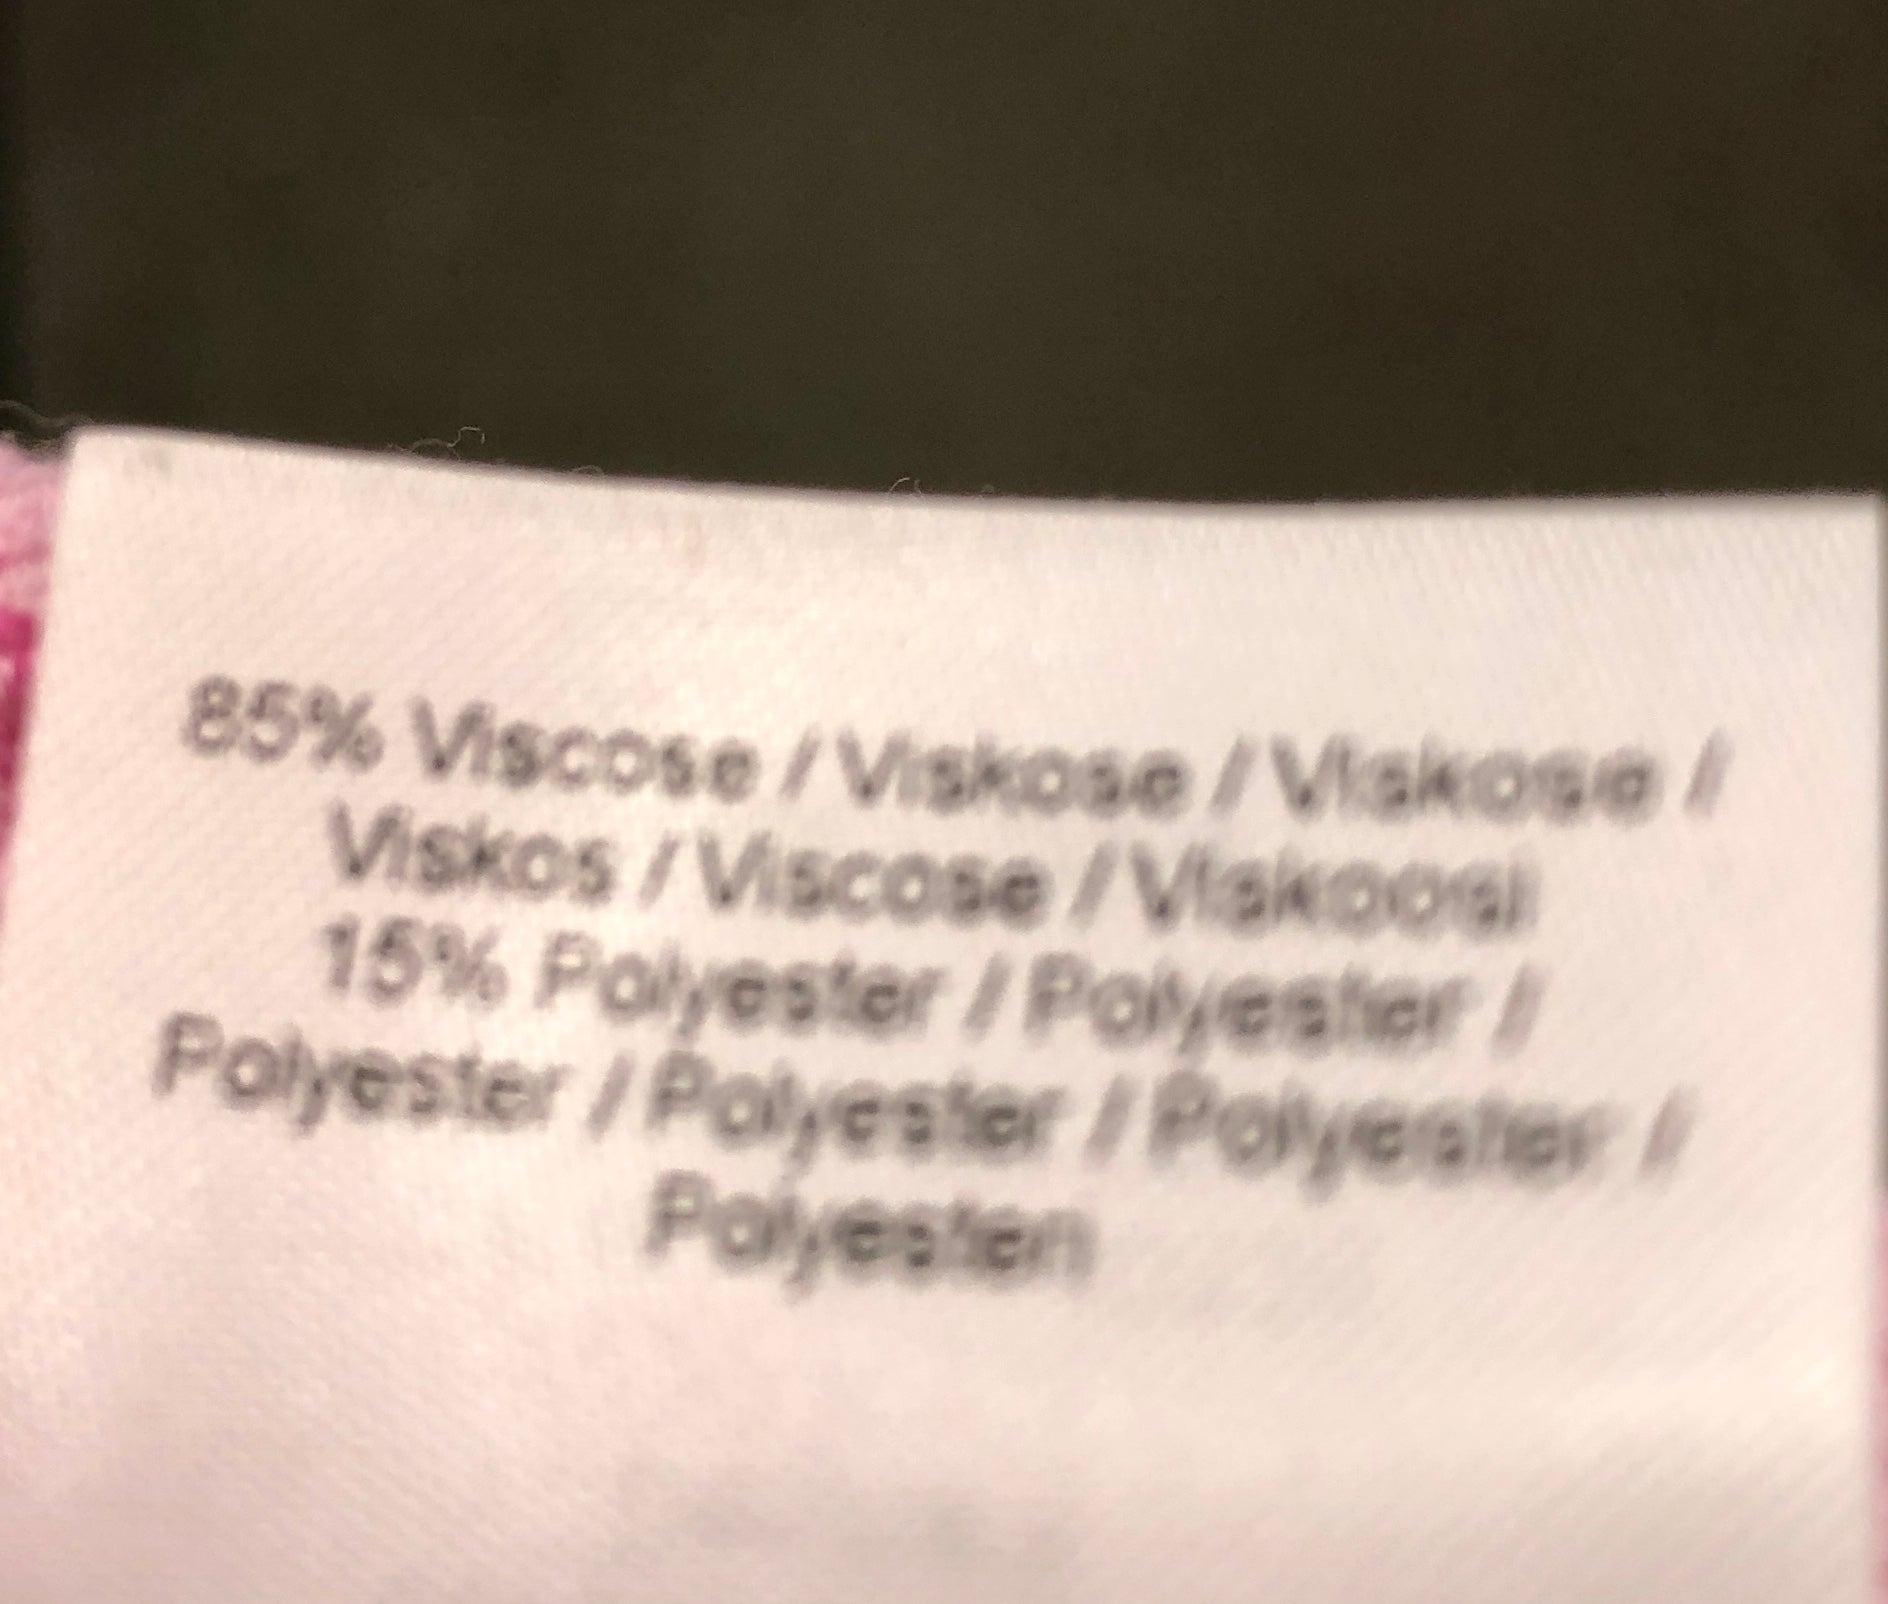 85% Viscose / Viskose / Viskose /
Viskos / Viscose / Viskoosi
15% Polyester / Polyester /
Polyester / Polyester / Polyester /
Polyesteri